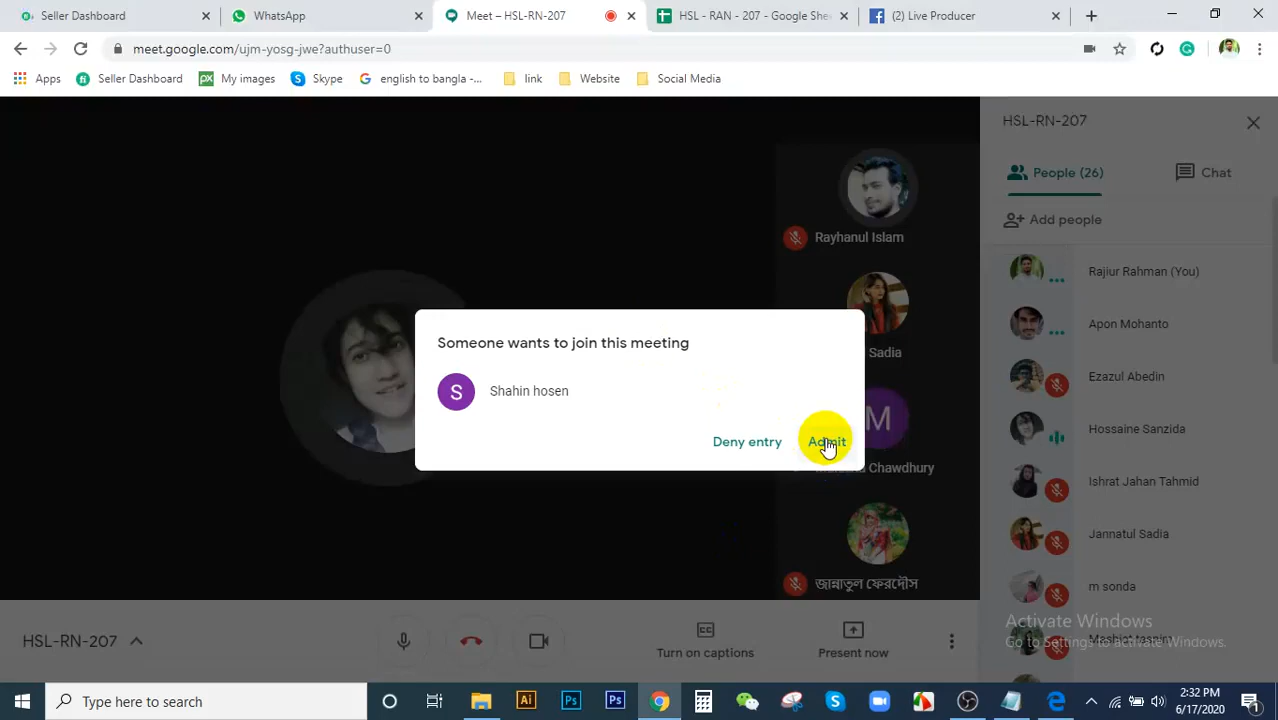 Seller Dashboard
WhatsApp
Meet – HSL-RN-207
HSL - RAN - 207 - Google She
(2) Live Producer
meet.google.com/ujm-yosg-jwe?authuser=0
Apps
Seller Dashboard
My images
Skype
english to bangla -...
link
Website
Social Media
HSL-RN-207
People (26)
Chat
Add people
Rayhanul Islam
Sadia
Chawdhury
জান্নাতুল ফেরদৌস
Someone wants to join this meeting
S
Shahin hosen
Deny entry
Admit
M
Rajiur Rahman (You)
Apon Mohanto
Ezazul Abedin
Hossaine Sanzida
Ishrat Jahan Tahmid
Jannatul Sadia
m sonda
Activate Windows
Go to Settings to activate Windows.
HSL-RN-207
Turn on captions
Present now
Type here to search
Ai
Ps
Ps
2:32 PM
6/17/2020